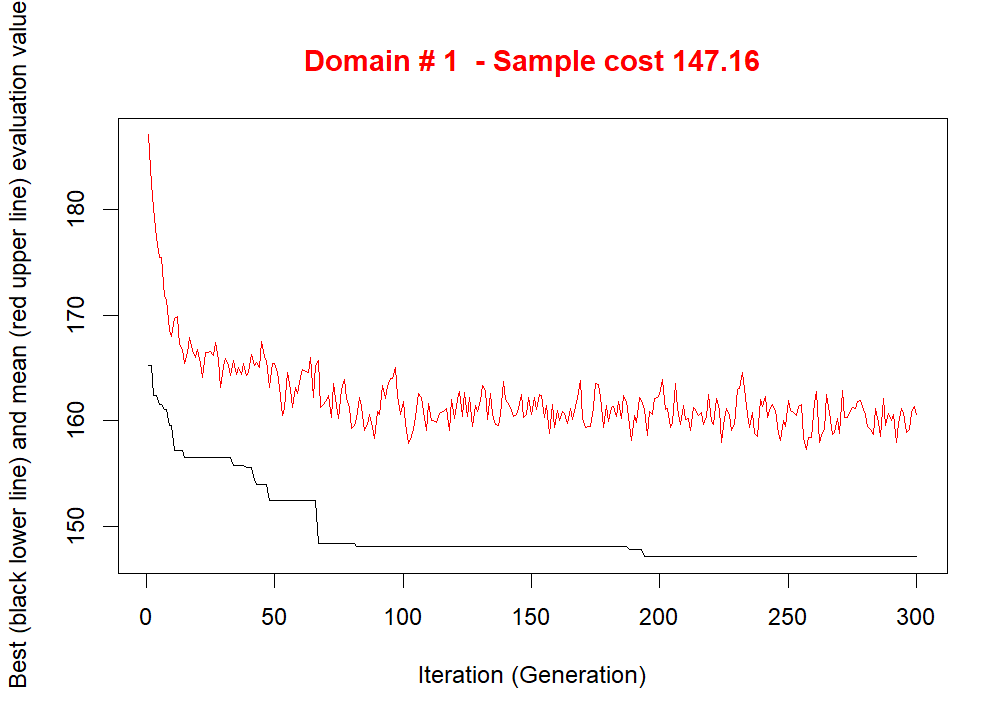 Domain # 1  - Sample cost 147.16
Best (black lower line) and mean (red upper line) evaluation value
180
170
160
150
0 50 100 150 200 250 300
Iteration (Generation)